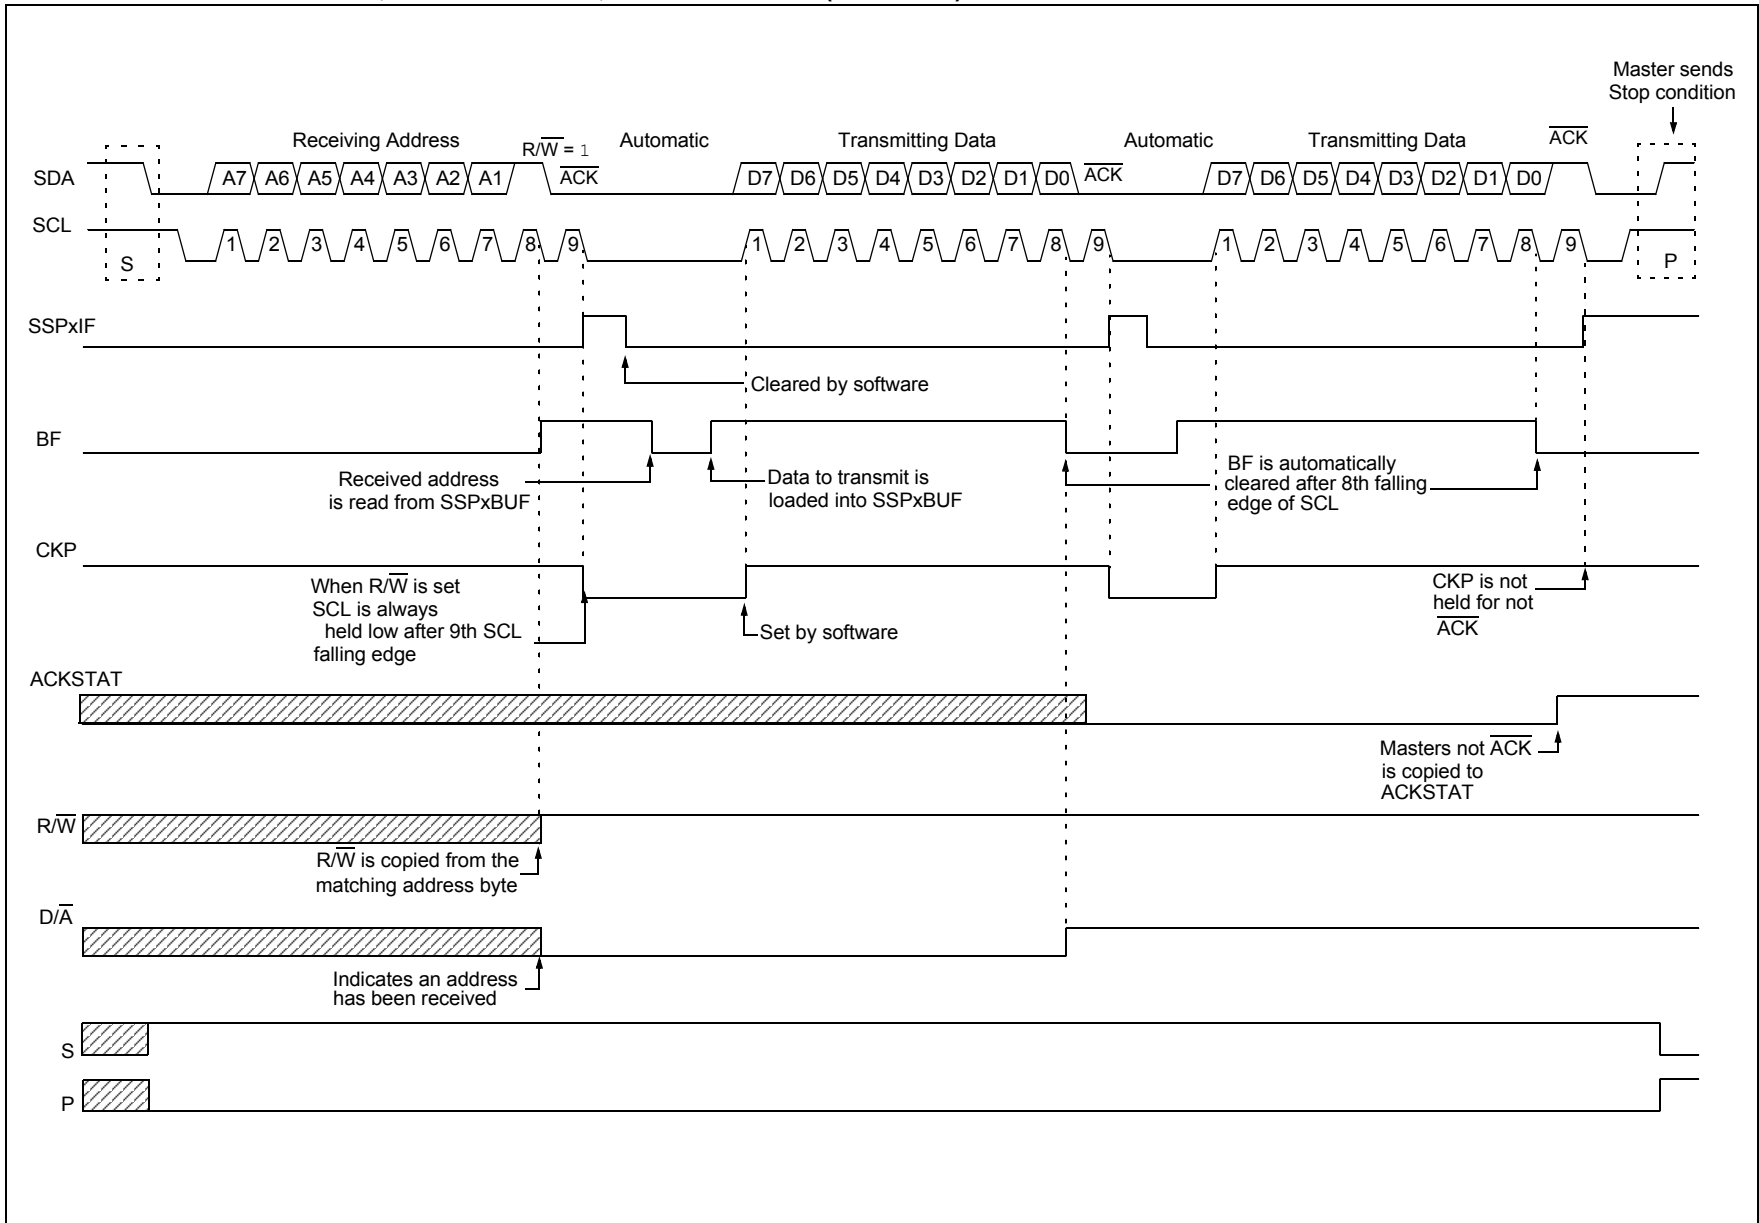 Master sends
Stop condition
Receiving Address
R/W̅ = 1
Automatic
Transmitting Data
Automatic
Transmitting Data
A̅C̅K̅
SDA
A7 A6 A5 A4 A3 A2 A1
A̅C̅K̅
D7 D6 D5 D4 D3 D2 D1 D0
A̅C̅K̅
D7 D6 D5 D4 D3 D2 D1 D0
SCL
S
1 2 3 4 5 6 7 8 9
1 2 3 4 5 6 7 8 9
1 2 3 4 5 6 7 8 9
P
SSPxIF
Cleared by software
BF
Received address
is read from SSPxBUF
Data to transmit is
loaded into SSPxBUF
BF is automatically
cleared after 8th falling
edge of SCL
CKP
When R/W̅ is set
SCL is always
held low after 9th SCL
falling edge
Set by software
CKP is not
held for not
A̅C̅K̅
ACKSTAT
Masters not A̅C̅K̅
is copied to
ACKSTAT
R/W̅
R/W̅ is copied from the
matching address byte
D/A̅
Indicates an address
has been received
S
P